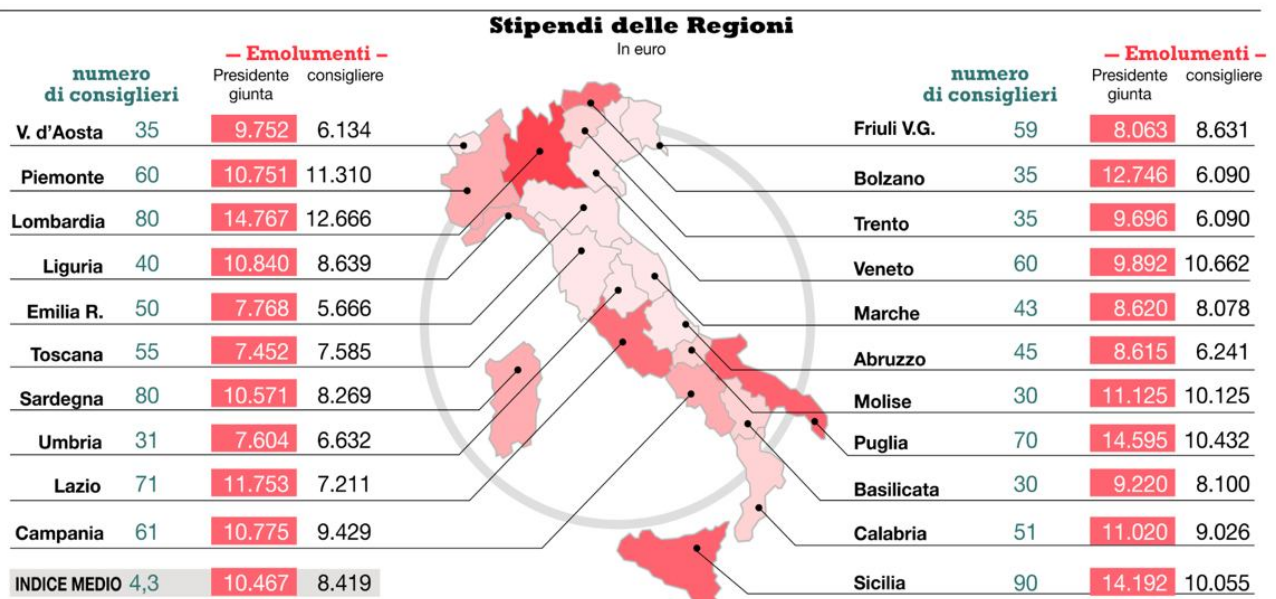 Stipendi delle Regioni
In euro
– Emolumenti –
numero di consiglieri Presidente giunta consigliere
V. d'Aosta 35 9.752 6.134
Piemonte 60 10.751 11.310
Lombardia 80 14.767 12.666
Liguria 40 10.840 8.639
Emilia R. 50 7.768 5.666
Toscana 55 7.452 7.585
Sardegna 80 10.571 8.269
Umbria 31 7.604 6.632
Lazio 71 11.753 7.211
Campania 61 10.775 9.429
INDICE MEDIO 4,3 10.467 8.419
– Emolumenti –
numero di consiglieri Presidente giunta consigliere
Friuli V.G. 59 8.063 8.631
Bolzano 35 12.746 6.090
Trento 35 9.696 6.090
Veneto 60 9.892 10.662
Marche 43 8.620 8.078
Abruzzo 45 8.615 6.241
Molise 30 11.125 10.125
Puglia 70 14.595 10.432
Basilicata 30 9.220 8.100
Calabria 51 11.020 9.026
Sicilia 90 14.192 10.055